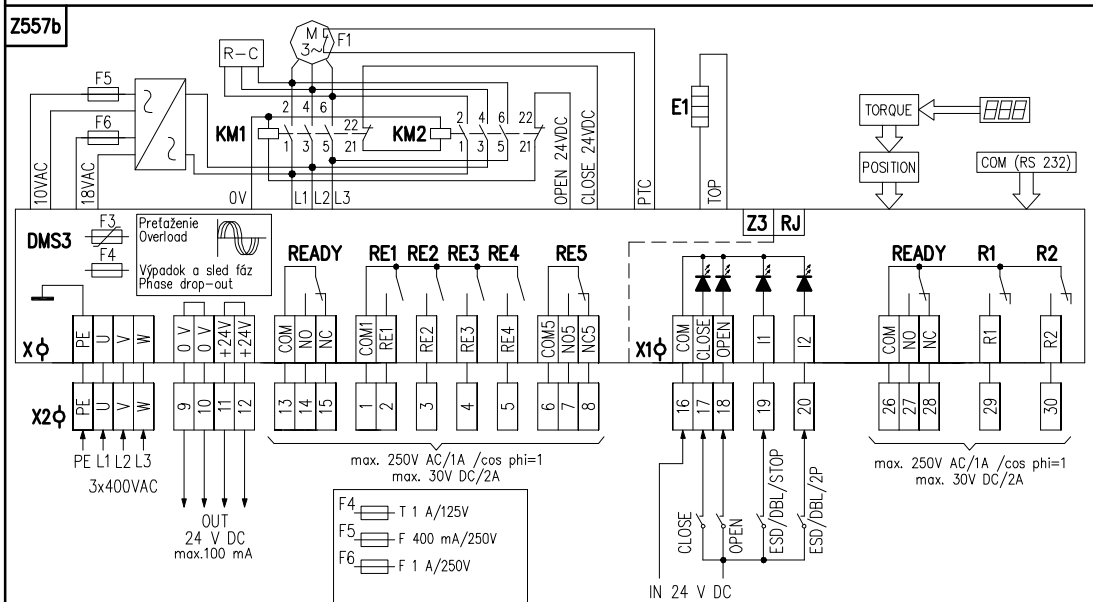 Z557b
F5
F6
10VAC
18VAC
R-C
M
3~
F1
KM1
2 4 6
1 3 5
22
21
KM2
2 4 6
1 3 5
22
21
0V
L1 L2 L3
OPEN 24VDC
CLOSE 24VDC
PTC
E1
TOP
TORQUE
POSITION
COM (RS 232)
DMS3
F3
F4
Preťaženie
Overload
Výpadok a sled fáz
Phase drop-out
READY
RE1 RE2 RE3 RE4
RE5
Z3 RJ
READY
R1
R2
X
PE U V W
0 V 0 V +24V +24V
COM NO NC
COM1 RE1 RE2 RE3 RE4
COM5 NO5 NC5
X1
COM CLOSE OPEN I1 I2
COM NO NC R1 R2
X2
PE U V W
9 10 11 12
13 14 15
1 2 3 4 5
6 7 8
16 17 18 19 20
26 27 28 29 30
PE L1 L2 L3
3x400VAC
OUT
24 V DC
max.100 mA
max. 250V AC/1A /cos phi=1
max. 30V DC/2A
F4 T 1 A/125V
F5 F 400 mA/250V
F6 F 1 A/250V
CLOSE
OPEN
ESD/DBL/STOP
ESD/DBL/2P
IN 24 V DC
max. 250V AC/1A /cos phi=1
max. 30V DC/2A